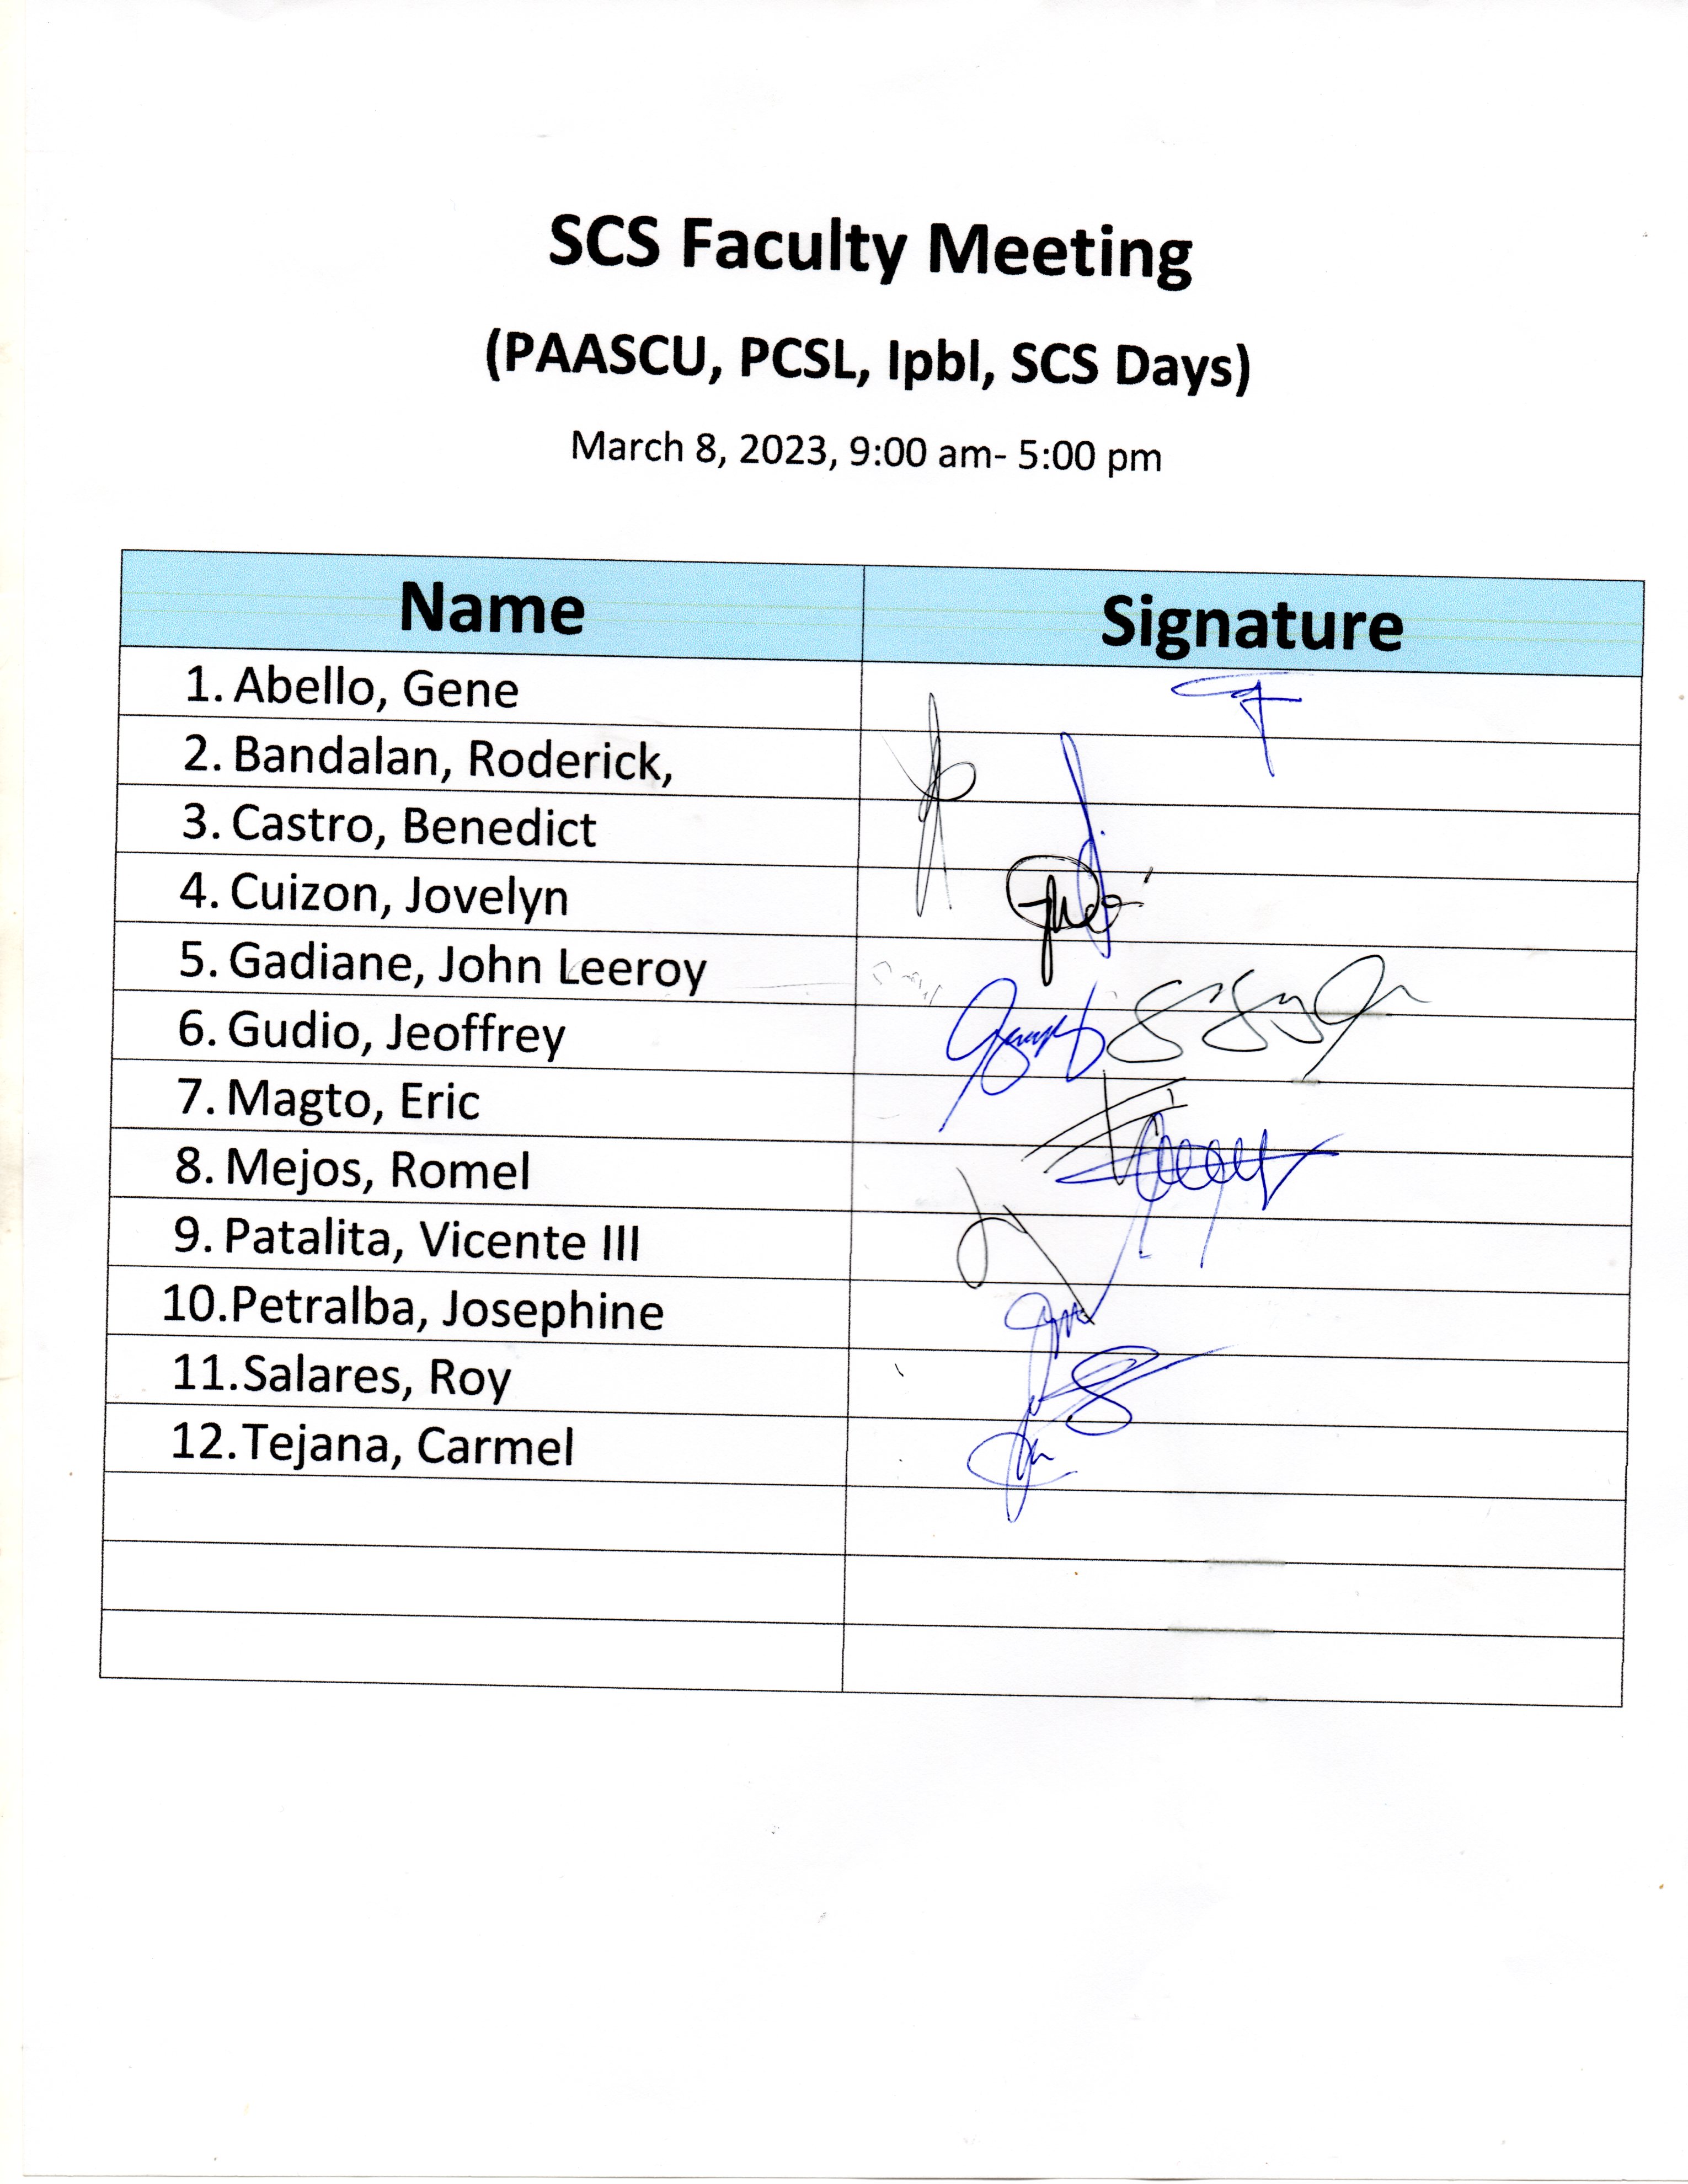 SCS Faculty Meeting
(PAASCU, PCSL, Ipbl, SCS Days)
March 8, 2023, 9:00 am- 5:00 pm
Name Signature
1. Abello, Gene
2. Bandalan, Roderick,
3. Castro, Benedict
4. Cuizon, Jovelyn
5. Gadiane, John Leeroy
6. Gudio, Jeoffrey
7. Magto, Eric
8. Mejos, Romel
9. Patalita, Vicente III
10.Petralba, Josephine
11.Salares, Roy
12.Tejana, Carmel